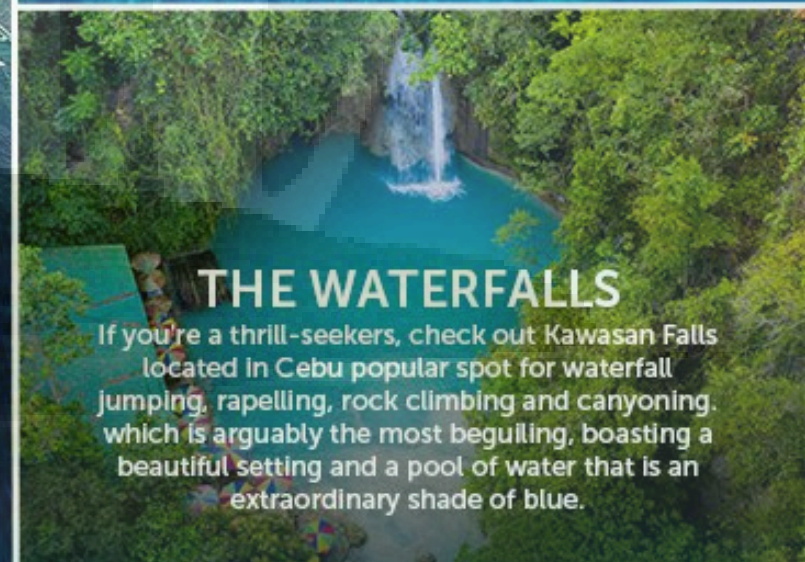 THE WATERFALLS
If you're a thrill-seekers, check out Kawasan Falls
located in Cebu popular spot for waterfall
jumping, rapelling, rock climbing and canyoning.
which is arguably the most beguiling, boasting a
beautiful setting and a pool of water that is an
extraordinary shade of blue.